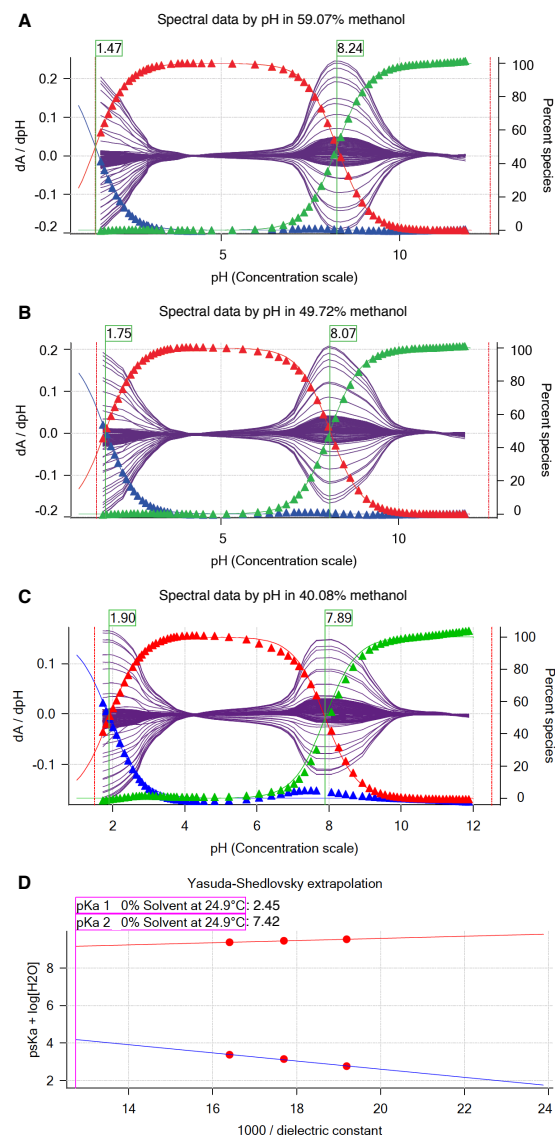 A
Spectral data by pH in 59.07% methanol
1.47
8.24
0.2
0.1
0.0
-0.1
-0.2
dA / dpH
100
80
60
40
20
0
Percent species
5
10
pH (Concentration scale)
B
Spectral data by pH in 49.72% methanol
1.75
8.07
0.2
0.1
0.0
-0.1
-0.2
dA / dpH
100
80
60
40
20
0
Percent species
5
10
pH (Concentration scale)
C
Spectral data by pH in 40.08% methanol
1.90
7.89
0.1
0.0
-0.1
dA / dpH
100
80
60
40
20
0
Percent species
2
4
6
8
10
12
pH (Concentration scale)
D
Yasuda-Shedlovsky extrapolation
pKa 1 0% Solvent at 24.9°C: 2.45
pKa 2 0% Solvent at 24.9°C: 7.42
8
6
4
2
psKa + log[H2O]
14
16
18
20
22
24
1000 / dielectric constant